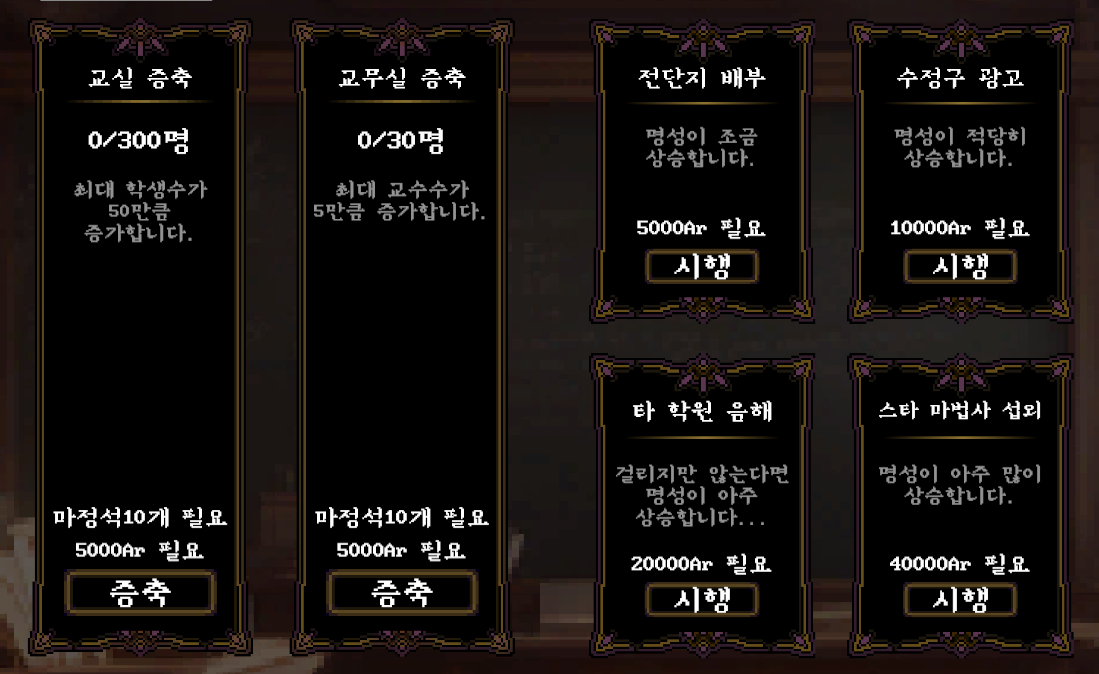 교실 증축
0/300명
최대 학생수가
50만큼
증가합니다.
마정석10개 필요
5000Ar 필요
증축
교무실 증축
0/30명
최대 교수수가
5만큼 증가합니다.
마정석10개 필요
5000Ar 필요
증축
전단지 배부
명성이 조금
상승합니다.
5000Ar 필요
시행
수정구 광고
명성이 적당히
상승합니다.
10000Ar 필요
시행
타 학원 음해
걸리지만 않는다면
명성이 아주
상승합니다...
20000Ar 필요
시행
스타 마법사 섭외
명성이 아주 많이
상승합니다.
40000Ar 필요
시행